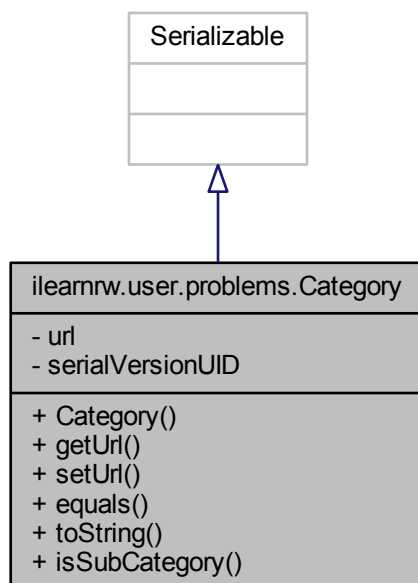 Serializable
ilearnrw.user.problems.Category
- url
- serialVersionUID
+ Category()
+ getUrl()
+ setUrl()
+ equals()
+ toString()
+ isSubCategory()